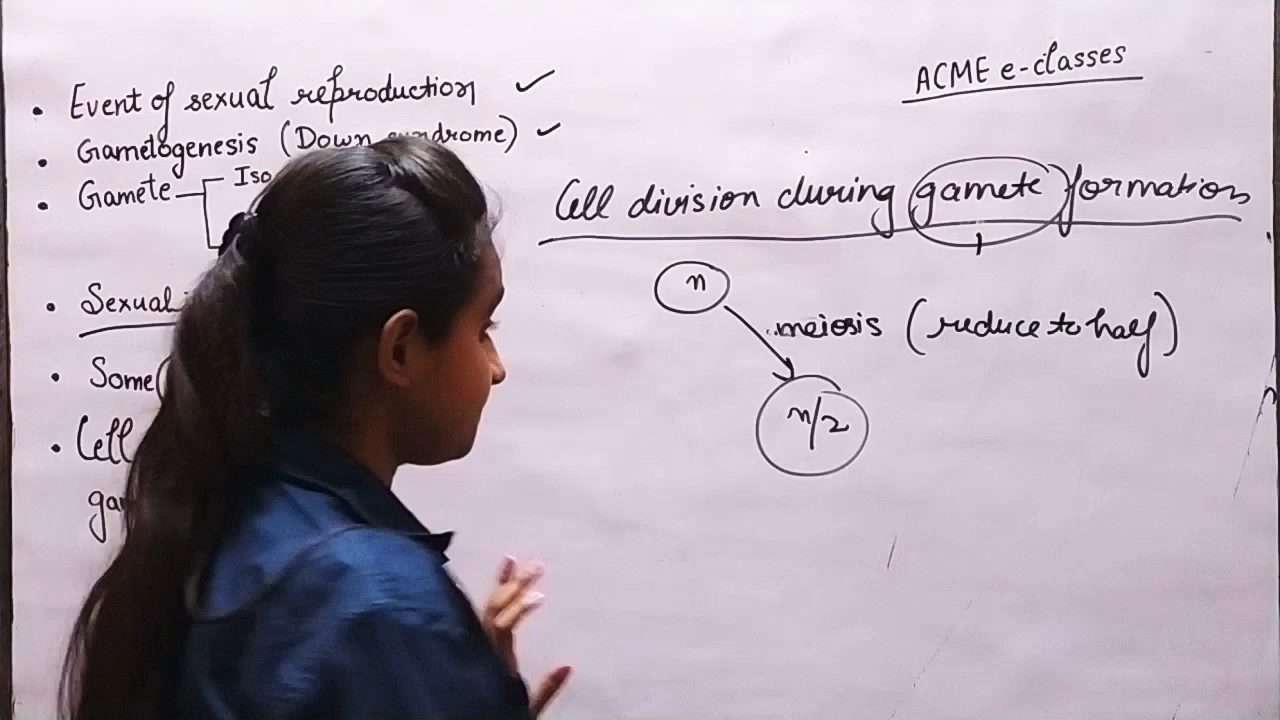 ACME e-classes
• Event of sexual reproduction ✓
• Gametogenesis (Down syndrome) ✓
• Gamete
Iso
• Sexual
• Some
• Cell
Cell division during gamete formation
n
meiosis (reduce to half)
n/2